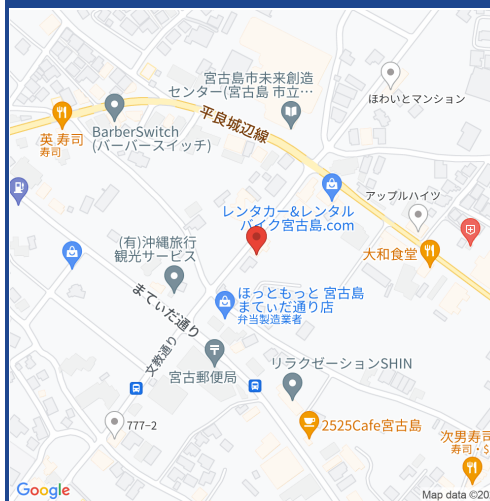 宮古島市未来創造
センター(宮古島 市立…
ほわいとマンション
平良城辺線
BarberSwitch
(バーバースイッチ)
英 寿司
寿司
アップルハイツ
レンタカー&レンタル
バイク宮古島.com
(有)沖縄旅行
観光サービス
大和食堂
ほっともっと 宮古島
まてぃだ通り店
弁当製造業者
まてぃだ通り
文教通り
宮古郵便局
リラクゼーションSHIN
777-2
2525Cafe宮古島
次男寿司
寿司・$
Google
Map data ©20